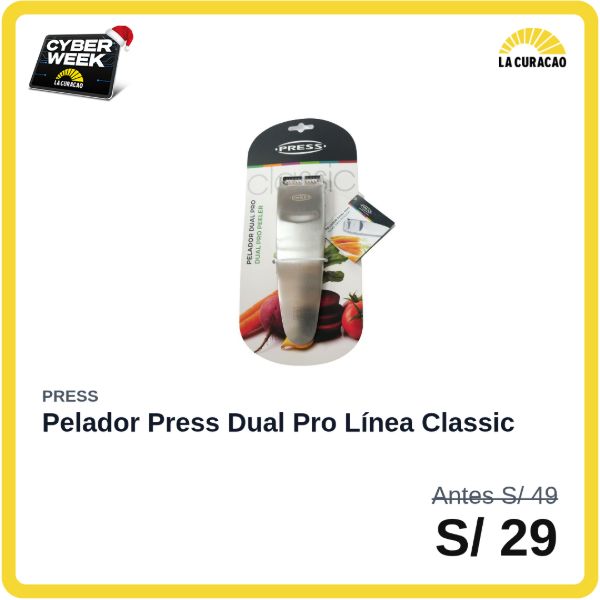 CYBER
WEEK
LA CURACAO
LA CURACAO
PRESS
classic
PELADOR DUAL PRO
DUAL PRO PEELER
PRESS
Pelador Press Dual Pro Línea Classic
Antes S/ 49
S/ 29